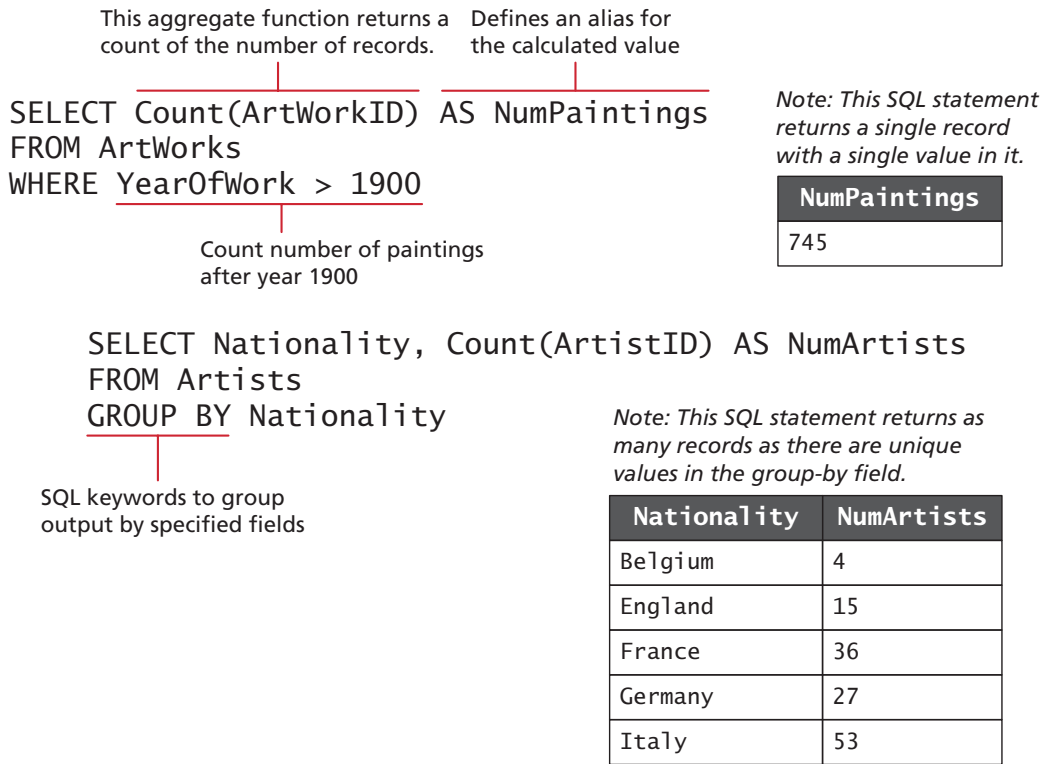 This aggregate function returns a
count of the number of records.
Defines an alias for
the calculated value
SELECT Count(ArtWorkID) AS NumPaintings
FROM ArtWorks
WHERE YearOfWork > 1900
Count number of paintings
after year 1900
Note: This SQL statement
returns a single record
with a single value in it.
NumPaintings
745
SELECT Nationality, Count(ArtistID) AS NumArtists
FROM Artists
GROUP BY Nationality
SQL keywords to group
output by specified fields
Note: This SQL statement returns as
many records as there are unique
values in the group-by field.
Nationality NumArtists
Belgium 4
England 15
France 36
Germany 27
Italy 53